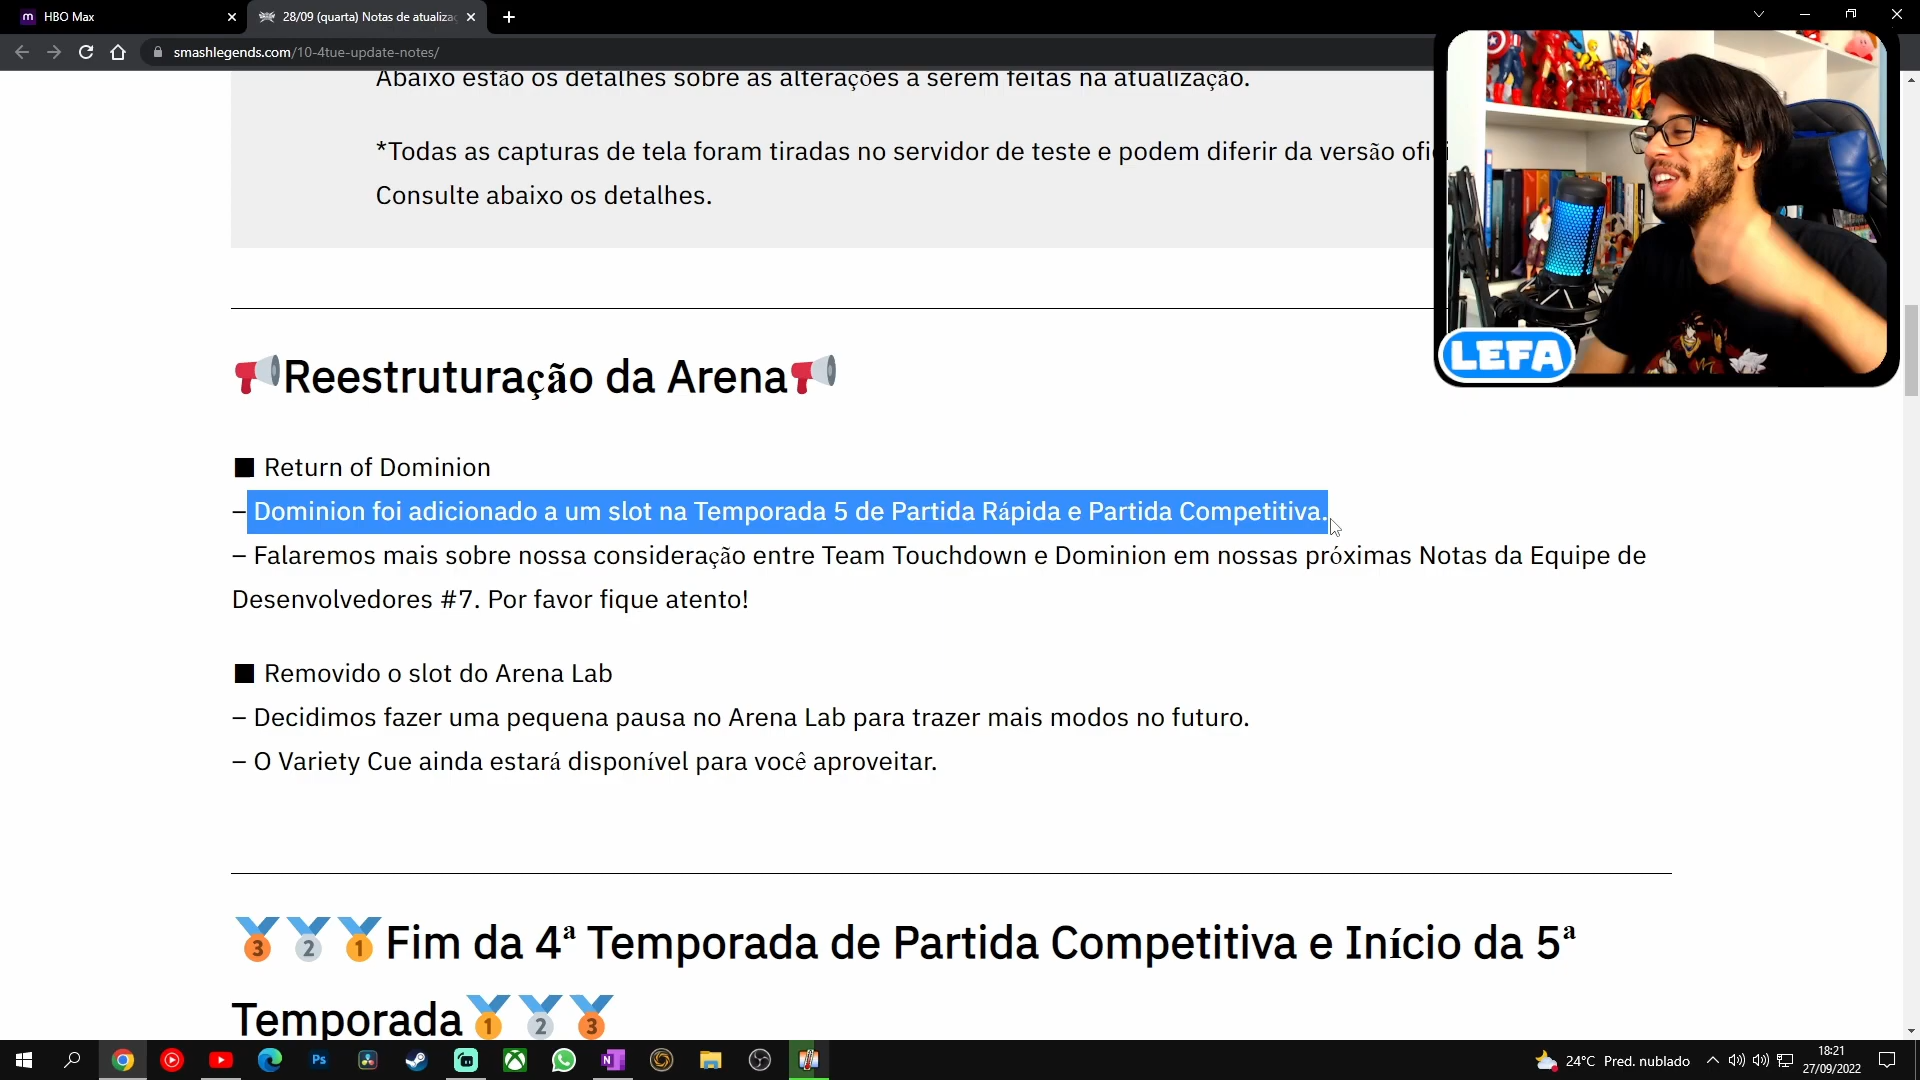 HBO Max
28/09 (quarta) Notas de atualizaç
smashlegends.com/10-4tue-update-notes/
Abaixo estão os detalhes sobre as alterações a serem feitas na atualização.
*Todas as capturas de tela foram tiradas no servidor de teste e podem diferir da versão ofi
Consulte abaixo os detalhes.
LEFA
Reestruturação da Arena
■ Return of Dominion
– Dominion foi adicionado a um slot na Temporada 5 de Partida Rápida e Partida Competitiva.
– Falaremos mais sobre nossa consideração entre Team Touchdown e Dominion em nossas próximas Notas da Equipe de
Desenvolvedores #7. Por favor fique atento!
■ Removido o slot do Arena Lab
– Decidimos fazer uma pequena pausa no Arena Lab para trazer mais modos no futuro.
– O Variety Cue ainda estará disponível para você aproveitar.
Fim da 4ª Temporada de Partida Competitiva e Início da 5ª
Temporada
24°C Pred. nublado
18:21
27/09/2022